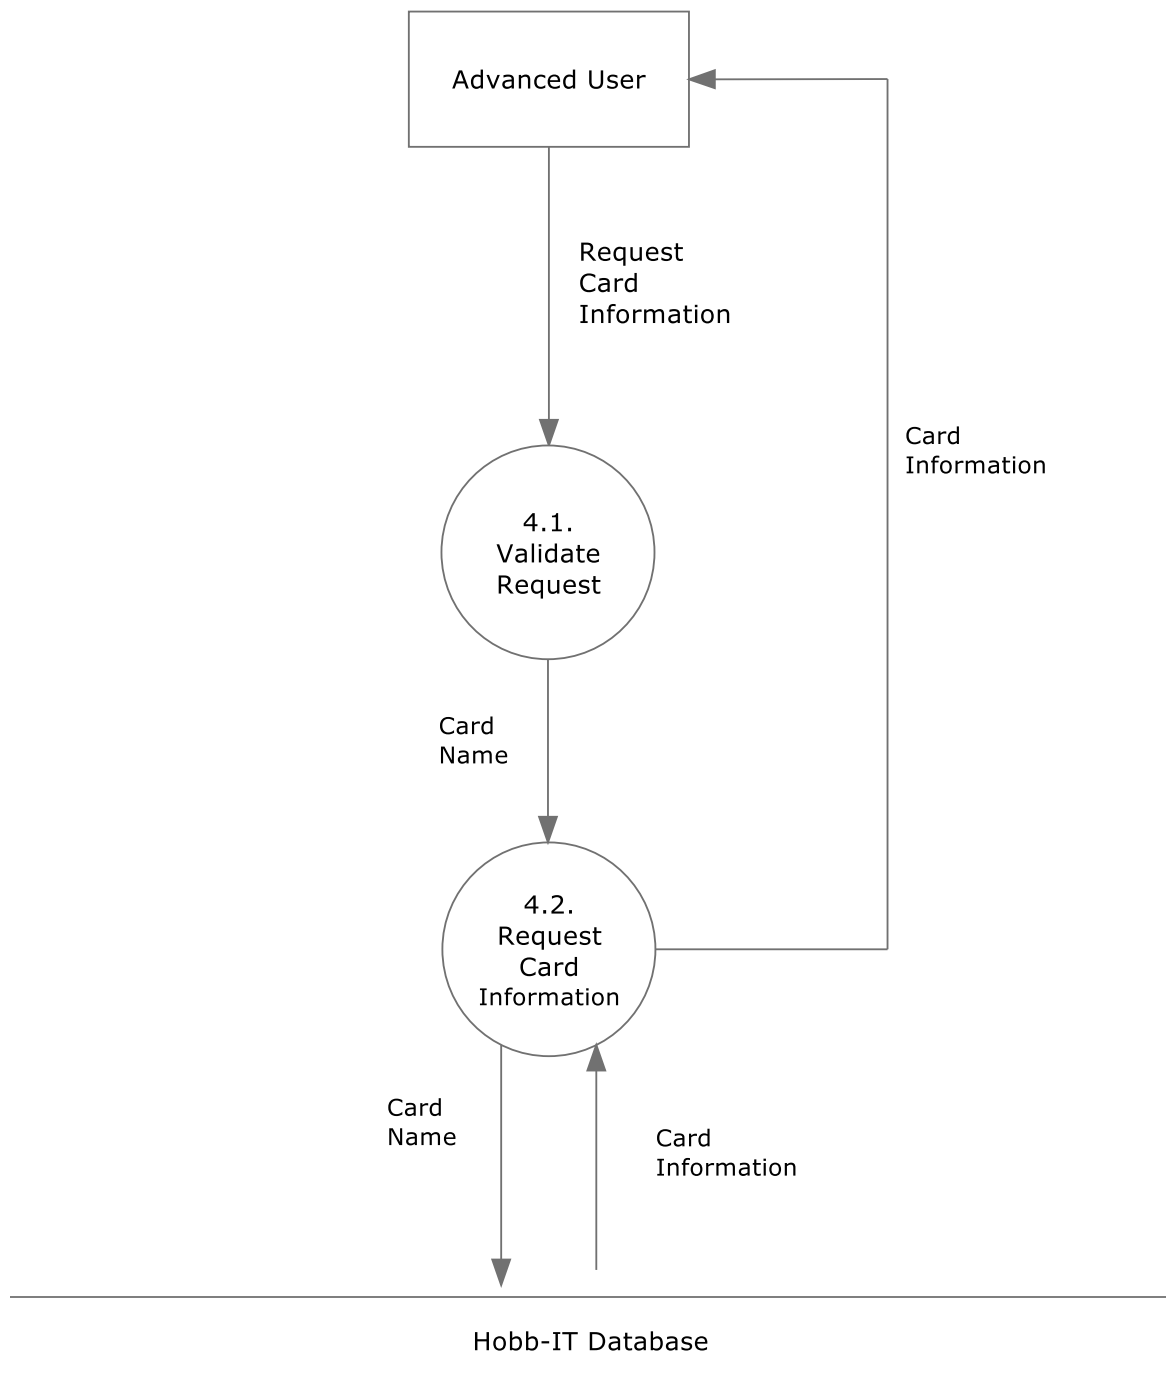 Advanced User
Request
Card
Information
Card
Information
4.1.
Validate
Request
Card
Name
4.2.
Request
Card
Information
Card
Name
Card
Information
Hobb-IT Database